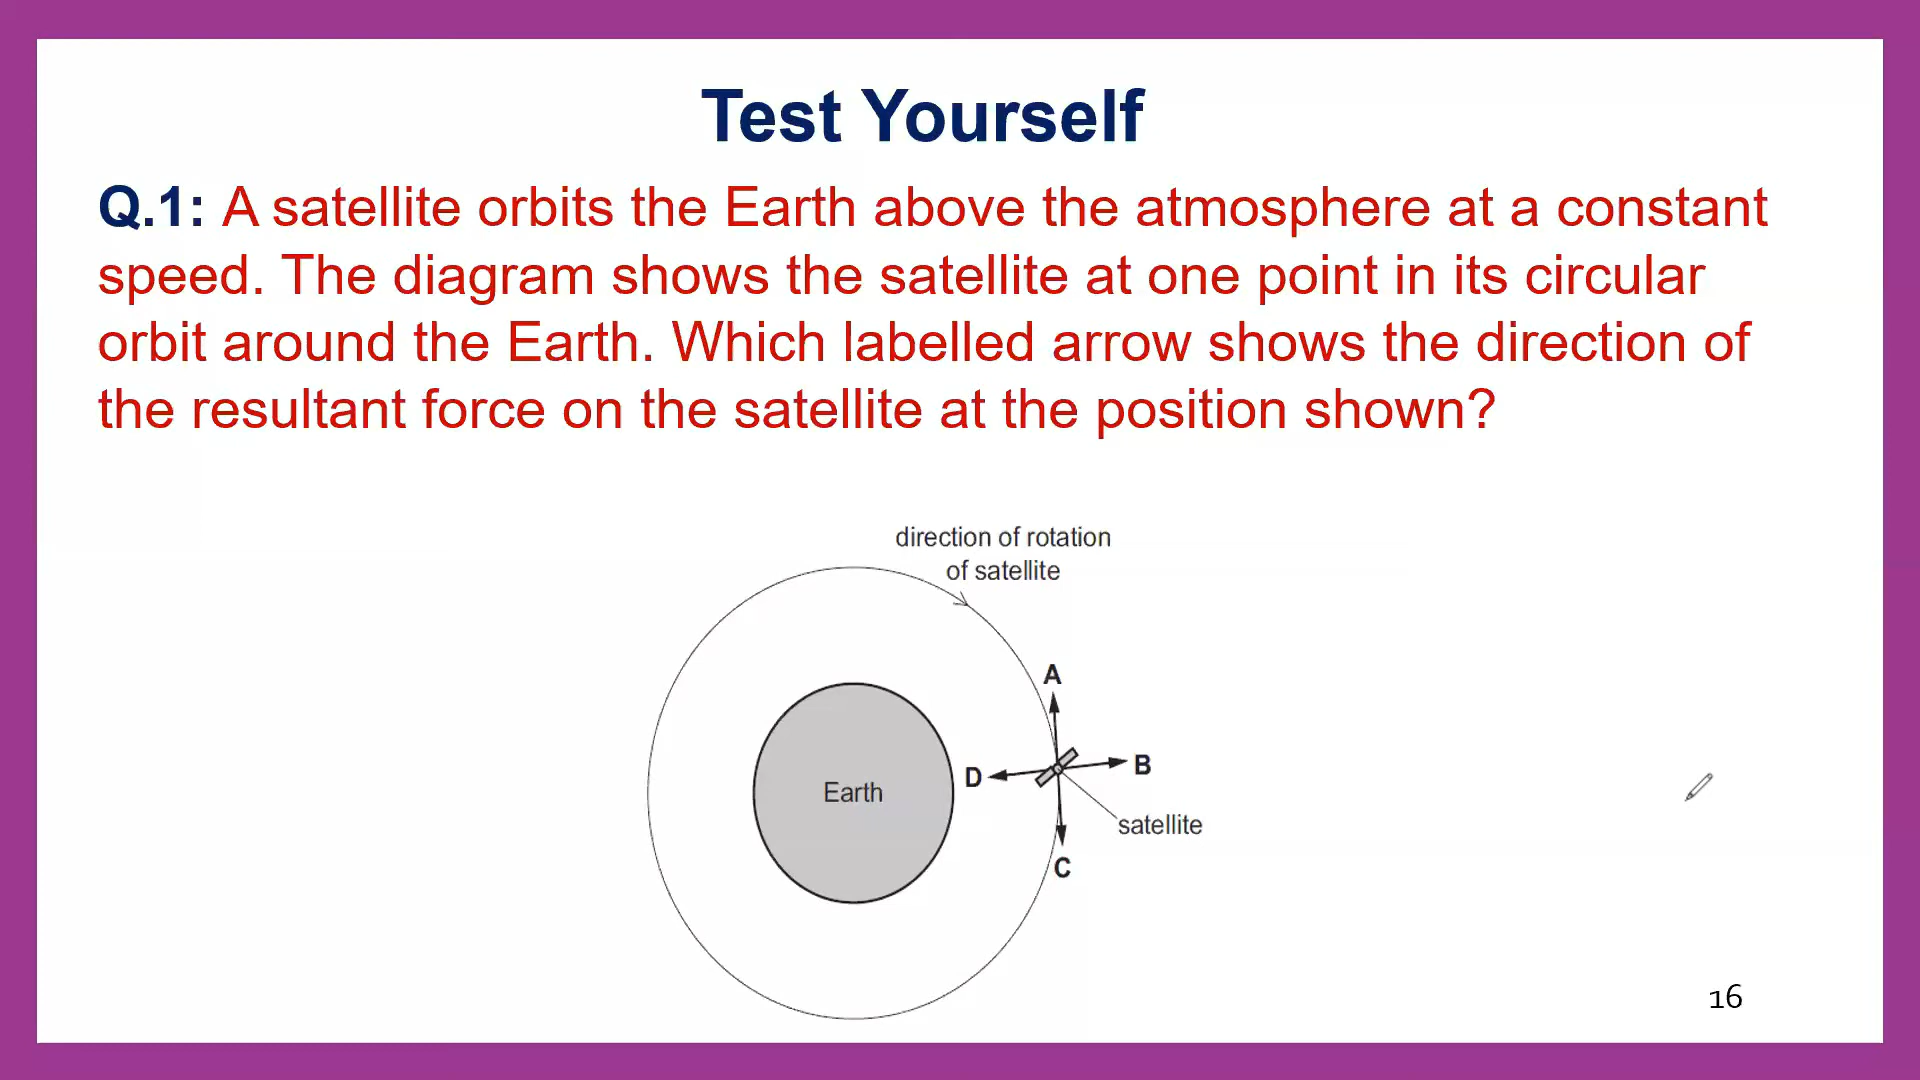 Test Yourself
Q.1: A satellite orbits the Earth above the atmosphere at a constant
speed. The diagram shows the satellite at one point in its circular
orbit around the Earth. Which labelled arrow shows the direction of
the resultant force on the satellite at the position shown?
direction of rotation
of satellite
A
D
B
Earth
satellite
C
16